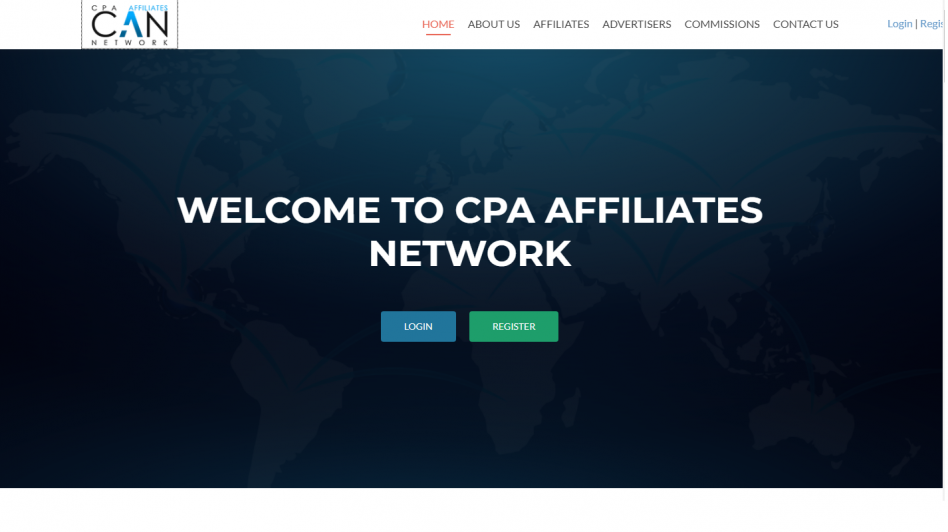 CPA AFFILIATES
CAN
NETWORK
HOME ABOUT US AFFILIATES ADVERTISERS COMMISSIONS CONTACT US Login | Regis
WELCOME TO CPA AFFILIATES
NETWORK
LOGIN REGISTER